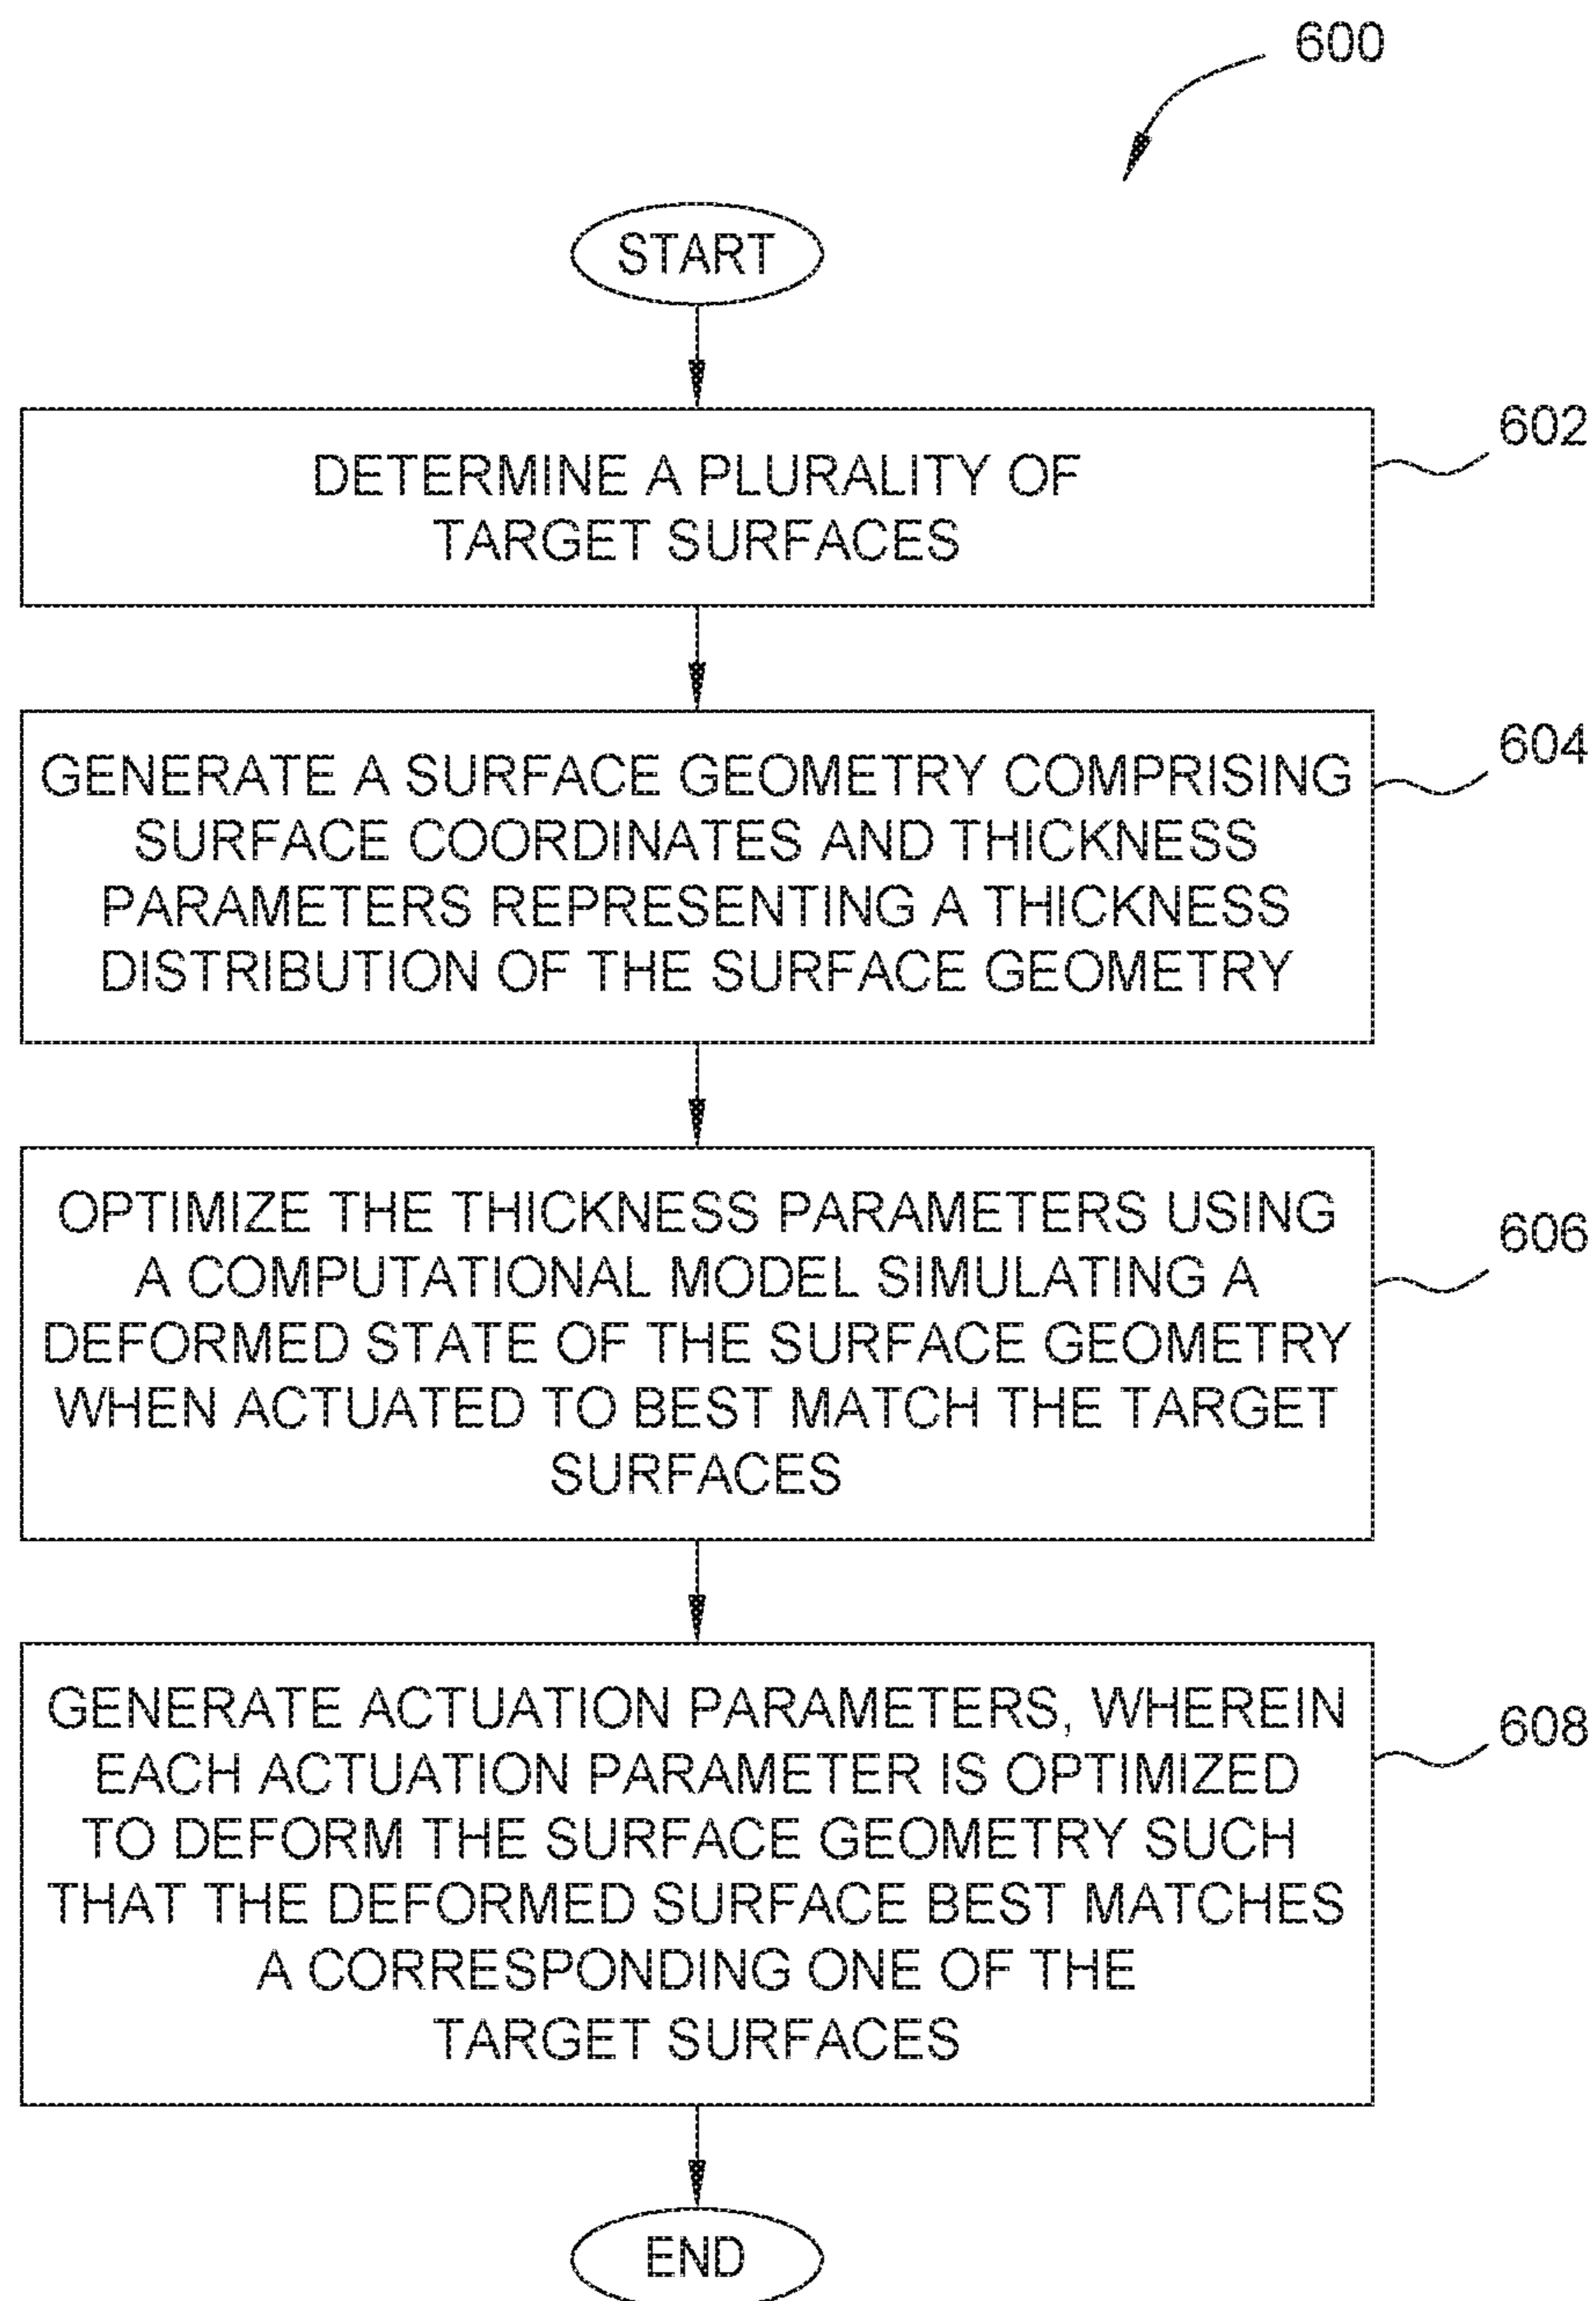 600
START
602
DETERMINE A PLURALITY OF
TARGET SURFACES
604
GENERATE A SURFACE GEOMETRY COMPRISING
SURFACE COORDINATES AND THICKNESS
PARAMETERS REPRESENTING A THICKNESS
DISTRIBUTION OF THE SURFACE GEOMETRY
606
OPTIMIZE THE THICKNESS PARAMETERS USING
A COMPUTATIONAL MODEL SIMULATING A
DEFORMED STATE OF THE SURFACE GEOMETRY
WHEN ACTUATED TO BEST MATCH THE TARGET
SURFACES
608
GENERATE ACTUATION PARAMETERS, WHEREIN
EACH ACTUATION PARAMETER IS OPTIMIZED
TO DEFORM THE SURFACE GEOMETRY SUCH
THAT THE DEFORMED SURFACE BEST MATCHES
A CORRESPONDING ONE OF THE
TARGET SURFACES
END